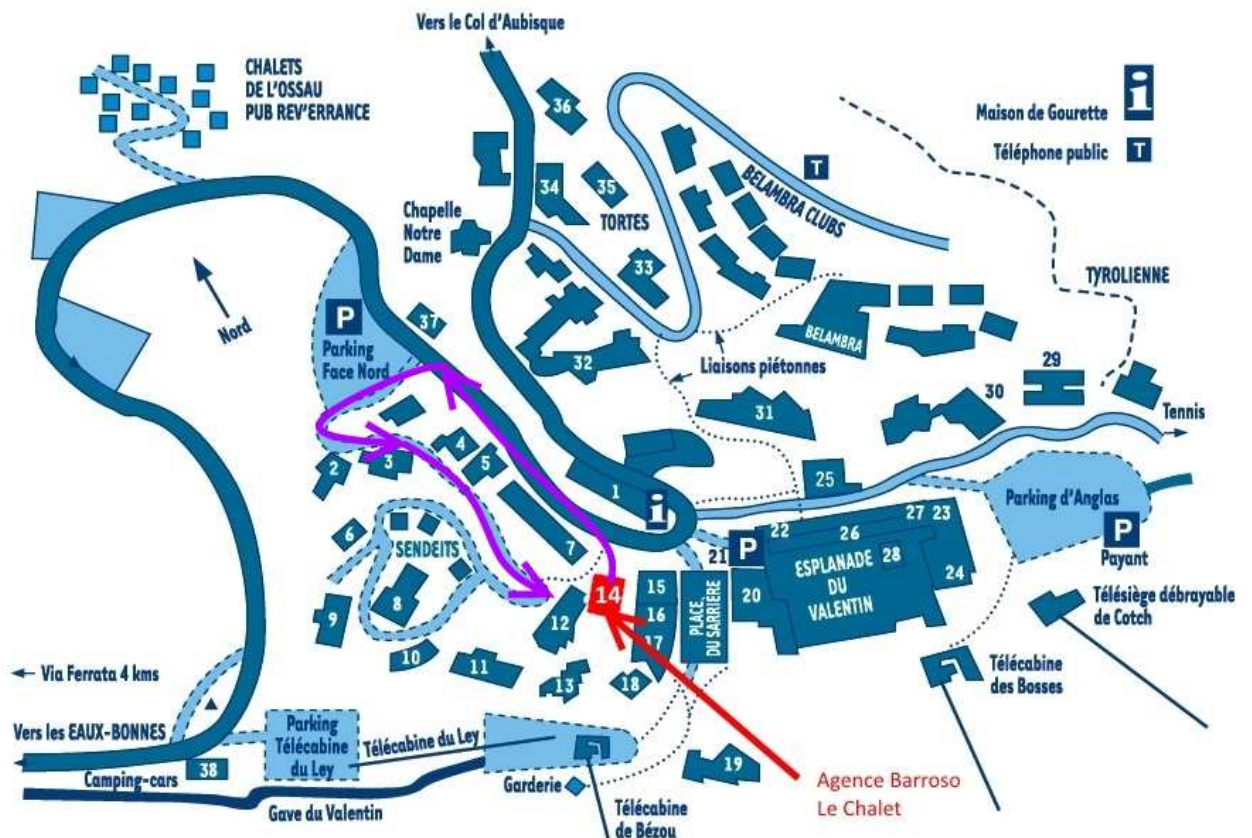 Vers le Col d'Aubisque
CHALETS
DE L'OSSAU
PUB REV'ERRANCE
36
i
Maison de Gourette
Téléphone public T
T
34
35
TORTES
BELAMBRA CLUBS
Chapelle
Notre
Dame
33
TYROLIENNE
Nord
P
Parking
Face Nord
37
32
BELAMBRA
Liaisons piétonnes
29
30
31
Tennis
2
3
4
5
1
i
25
Parking d'Anglas
P
Payant
6
SENDEITS
7
21
P
22
26
27
23
28
ESPLANADE
DU
VALENTIN
24
20
8
9
14
15
16
17
PLACE
DU SARRIÈRE
12
Télésiège débrayable
de Cotch
10
11
13
18
Via Ferrata 4 kms
Télécabine
des Bosses
Vers les EAUX-BONNES
Parking
Télécabine
du Ley
Télécabine du Ley
38
Camping-cars
19
Garderie
Gave du Valentin
Télécabine
de Bézou
Agence Barroso
Le Chalet